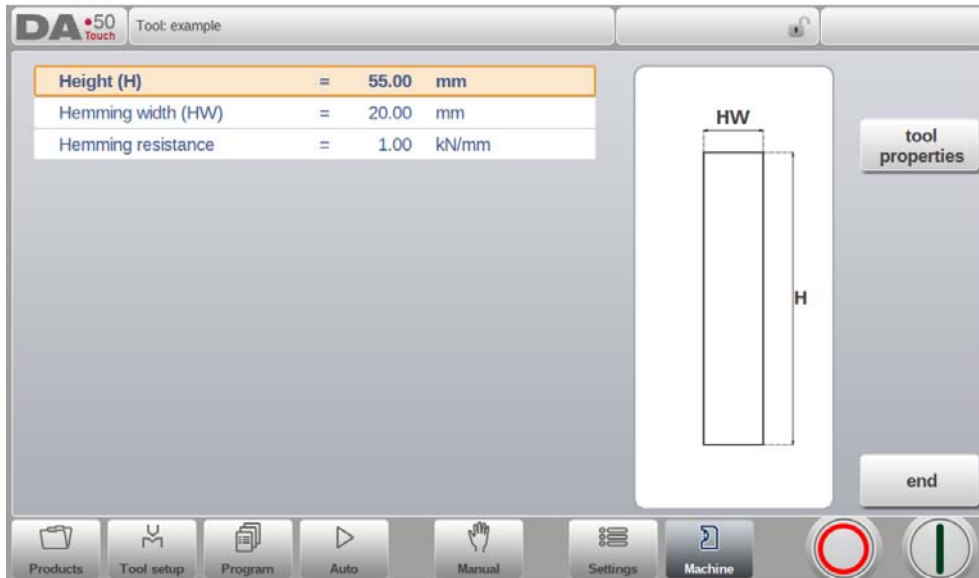 DA•50 Touch
Tool: example
Height (H) = 55.00 mm
Hemming width (HW) = 20.00 mm
Hemming resistance = 1.00 kN/mm
HW
H
tool
properties
end
Products
Tool setup
Program
Auto
Manual
Settings
Machine